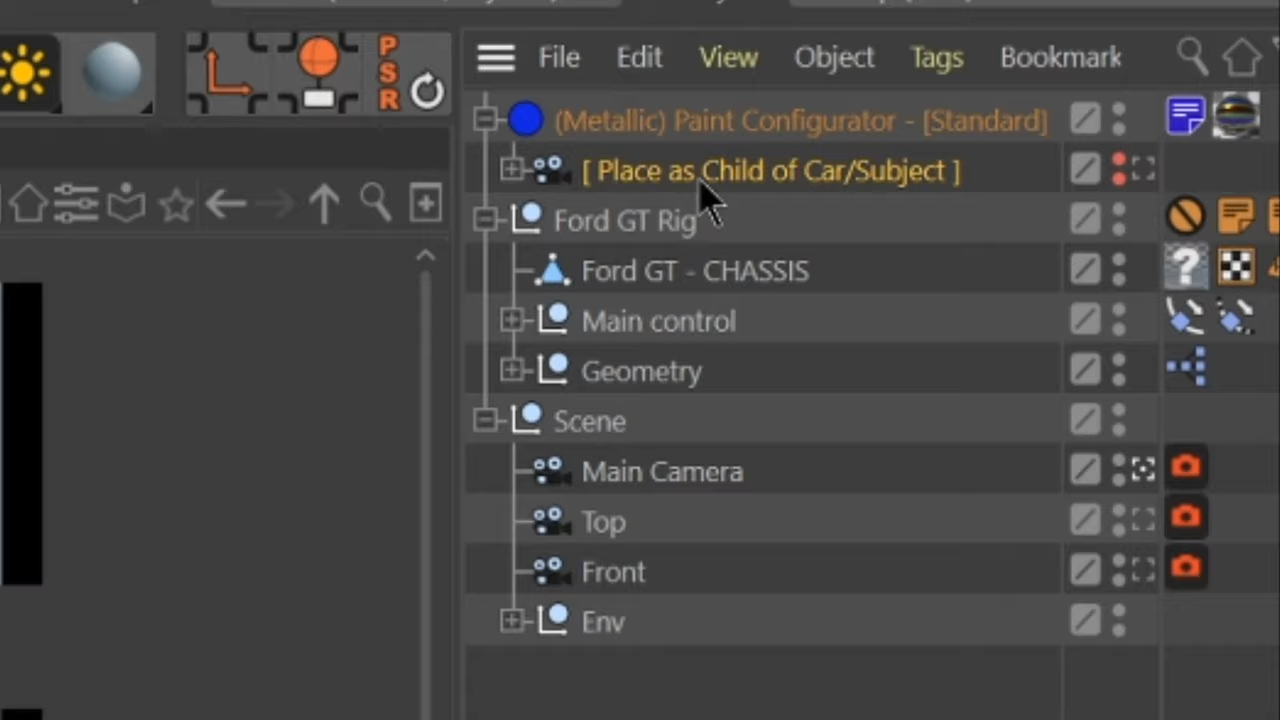 File Edit View Object Tags Bookmark
P
S
R
(Metallic) Paint Configurator - [Standard]
[ Place as Child of Car/Subject ]
Ford GT Rig
Ford GT - CHASSIS
?
Main control
Geometry
Scene
Main Camera
Top
Front
Env